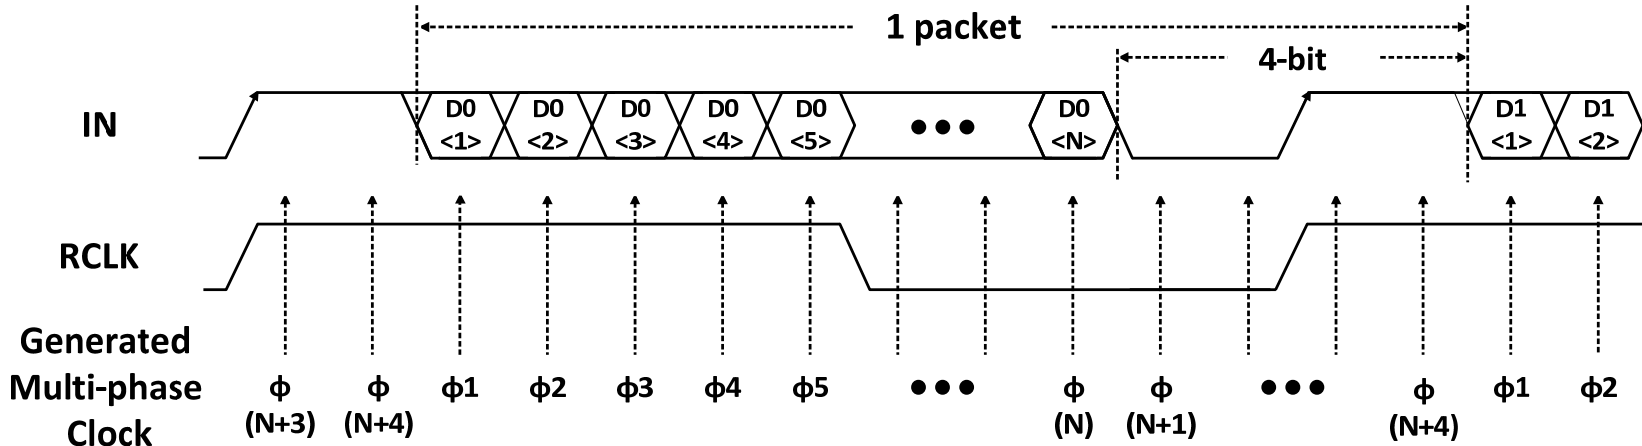 1 packet
4-bit
IN
D0 D0 D0 D0 D0 ●●● D0 D1 D1
<1> <2> <3> <4> <5> <N> <1> <2>
RCLK
Generated
Multi-phase
Clock
ϕ ϕ ϕ1 ϕ2 ϕ3 ϕ4 ϕ5 ●●● ϕ ϕ ●●● ϕ ϕ1 ϕ2
(N+3) (N+4) (N) (N+1) (N+4)